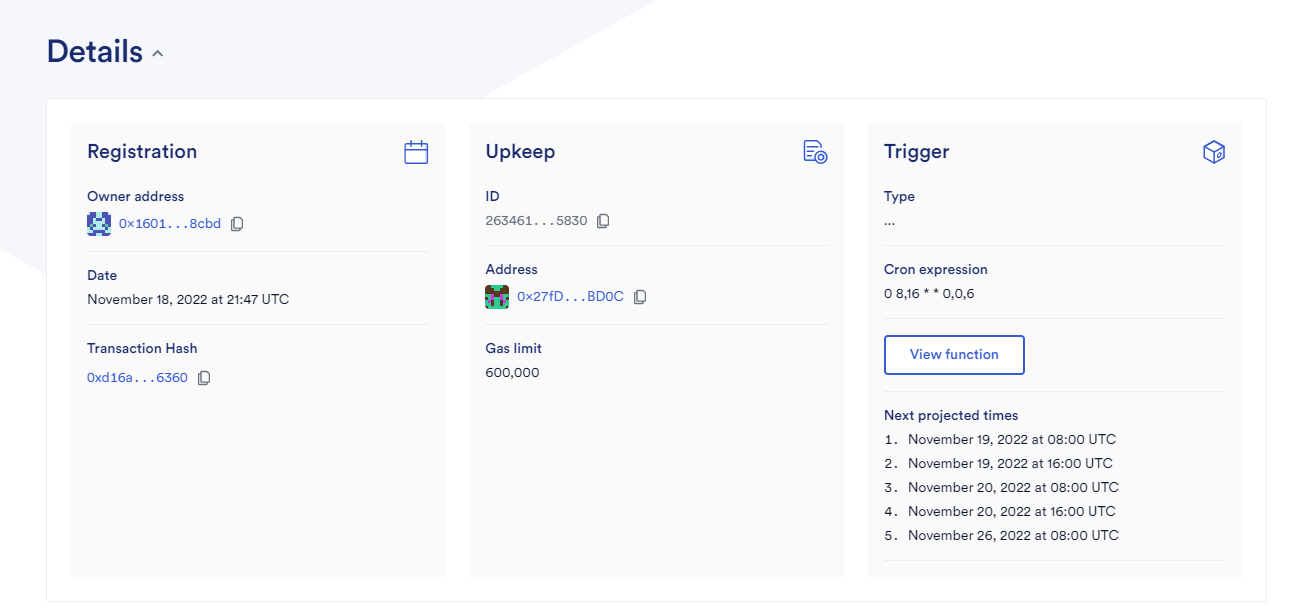 Details
Registration
Owner address
0x1601...8cbd
Date
November 18, 2022 at 21:47 UTC
Transaction Hash
0xd16a...6360
Upkeep
ID
263461...5830
Address
0x27fD...BD0C
Gas limit
600,000
Trigger
Type
...
Cron expression
0 8,16 * * 0,0,6
View function
Next projected times
1. November 19, 2022 at 08:00 UTC
2. November 19, 2022 at 16:00 UTC
3. November 20, 2022 at 08:00 UTC
4. November 20, 2022 at 16:00 UTC
5. November 26, 2022 at 08:00 UTC